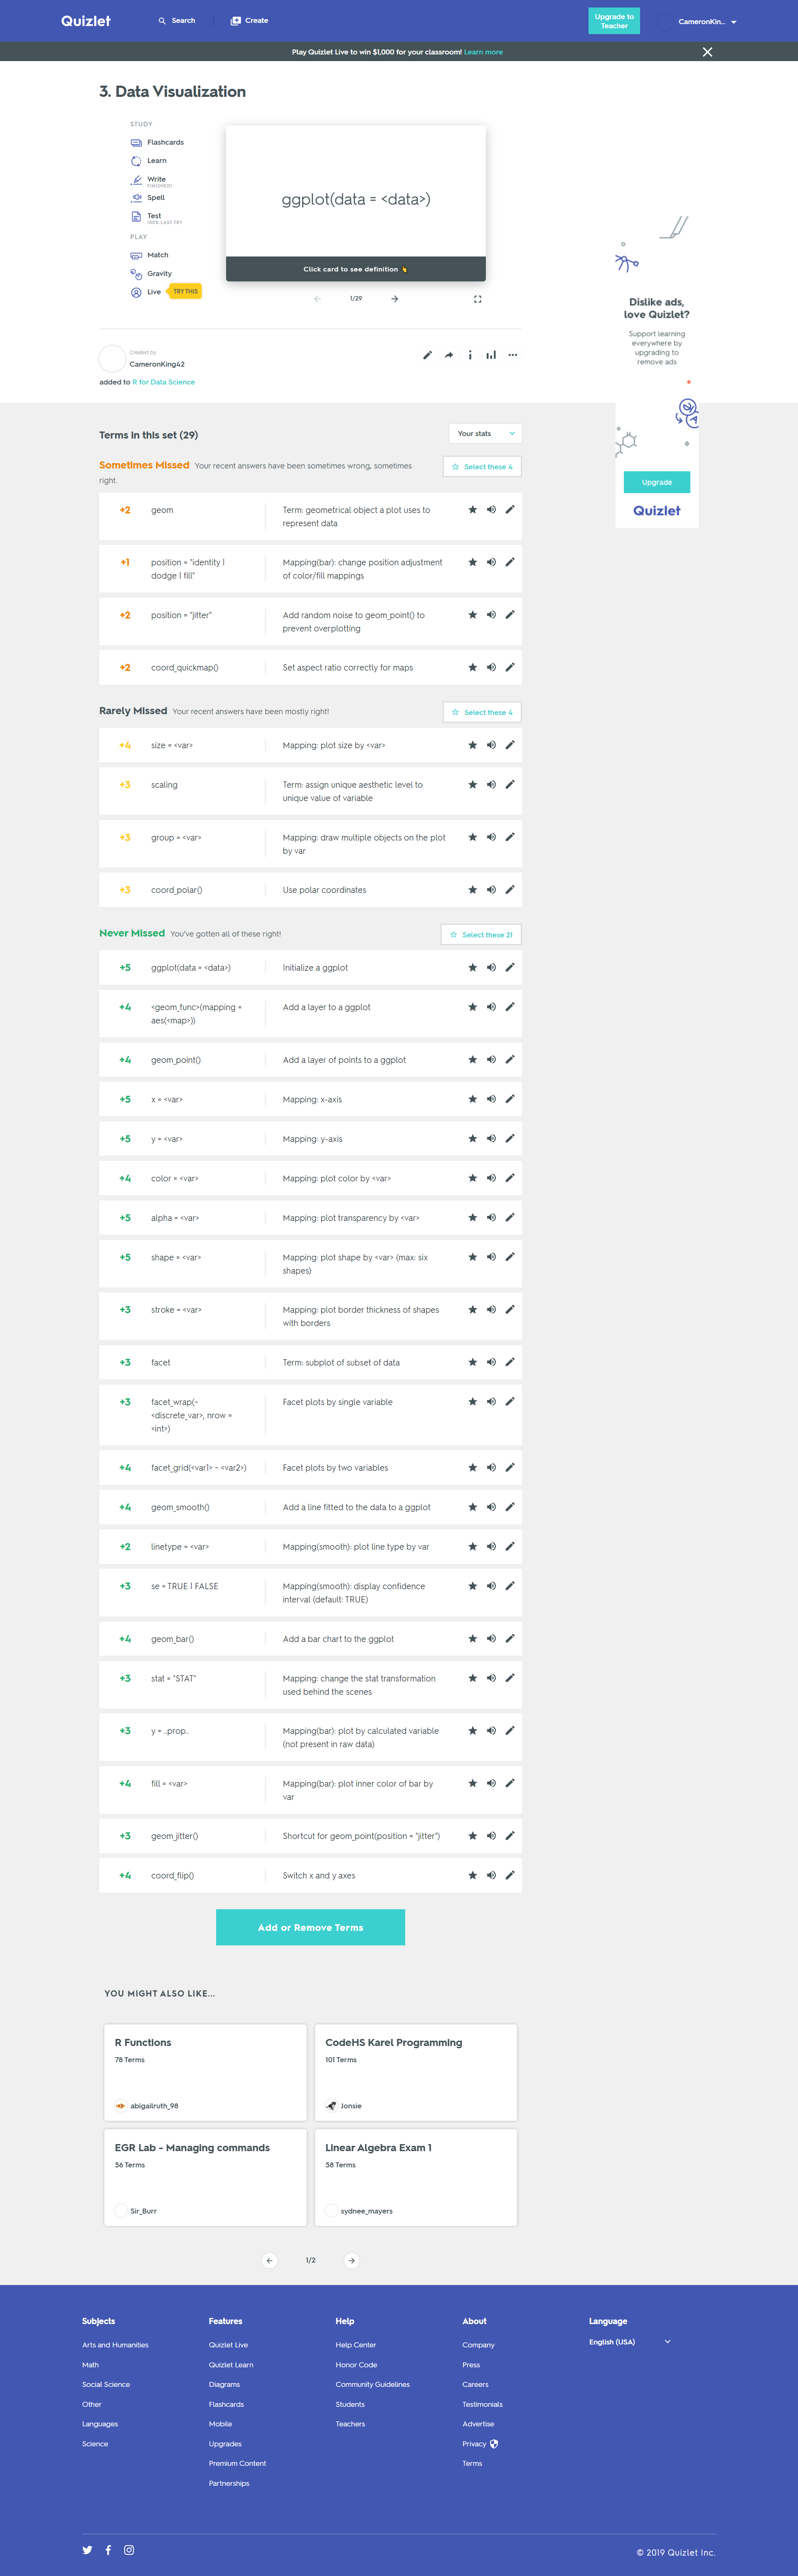 Quizlet
Search
Create
Upgrade to
Teacher
CameronKin...
Play Quizlet Live to win $1,000 for your classroom! Learn more
3. Data Visualization
STUDY
Flashcards
Learn
Write
FINISHED!
Spell
Test
100% LAST TRY
PLAY
Match
Gravity
Live
TRY THIS
ggplot(data = <data>)
Click card to see definition
1/29
Created by
CameronKing42
added to R for Data Science
Dislike ads,
love Quizlet?
Support learning
everywhere by
upgrading to
remove ads
Upgrade
Quizlet
Terms in this set (29)
Your stats
Sometimes Missed Your recent answers have been sometimes wrong, sometimes
right.
Select these 4
+2 geom Term: geometrical object a plot uses to
represent data
+1 position = "identity |
dodge | fill"
Mapping(bar): change position adjustment
of color/fill mappings
+2 position = "jitter" Add random noise to geom_point() to
prevent overplotting
+2 coord_quickmap() Set aspect ratio correctly for maps
Rarely Missed Your recent answers have been mostly right!
Select these 4
+4 size = <var> Mapping: plot size by <var>
+3 scaling Term: assign unique aesthetic level to
unique value of variable
+3 group = <var> Mapping: draw multiple objects on the plot
by var
+3 coord_polar() Use polar coordinates
Never Missed You've gotten all of these right!
Select these 21
+5 ggplot(data = <data>) Initialize a ggplot
+4 <geom_func>(mapping =
aes(<map>))
Add a layer to a ggplot
+4 geom_point() Add a layer of points to a ggplot
+5 x = <var> Mapping: x-axis
+5 y = <var> Mapping: y-axis
+4 color = <var> Mapping: plot color by <var>
+5 alpha = <var> Mapping: plot transparency by <var>
+5 shape = <var> Mapping: plot shape by <var> (max: six
shapes)
+3 stroke = <var> Mapping: plot border thickness of shapes
with borders
+3 facet Term: subplot of subset of data
+3 facet_wrap(~
<discrete_var>, nrow =
<int>)
Facet plots by single variable
+4 facet_grid(<var1> ~ <var2>) Facet plots by two variables
+4 geom_smooth() Add a line fitted to the data to a ggplot
+2 linetype = <var> Mapping(smooth): plot line type by var
+3 se = TRUE | FALSE Mapping(smooth): display confidence
interval (default: TRUE)
+4 geom_bar() Add a bar chart to the ggplot
+3 stat = "STAT" Mapping: change the stat transformation
used behind the scenes
+3 y = ..prop.. Mapping(bar): plot by calculated variable
(not present in raw data)
+4 fill = <var> Mapping(bar): plot inner color of bar by
var
+3 geom_jitter() Shortcut for geom_point(position = "jitter")
+4 coord_flip() Switch x and y axes
Add or Remove Terms
YOU MIGHT ALSO LIKE...
R Functions
78 Terms
abigailruth_98
CodeHS Karel Programming
101 Terms
Jonsie
EGR Lab - Managing commands
56 Terms
Sir_Burr
Linear Algebra Exam 1
58 Terms
sydnee_mayers
1/2
Subjects
Arts and Humanities
Math
Social Science
Other
Languages
Science
Features
Quizlet Live
Quizlet Learn
Diagrams
Flashcards
Mobile
Upgrades
Premium Content
Partnerships
Help
Help Center
Honor Code
Community Guidelines
Students
Teachers
About
Company
Press
Careers
Testimonials
Advertise
Privacy
Terms
Language
English (USA)
© 2019 Quizlet Inc.